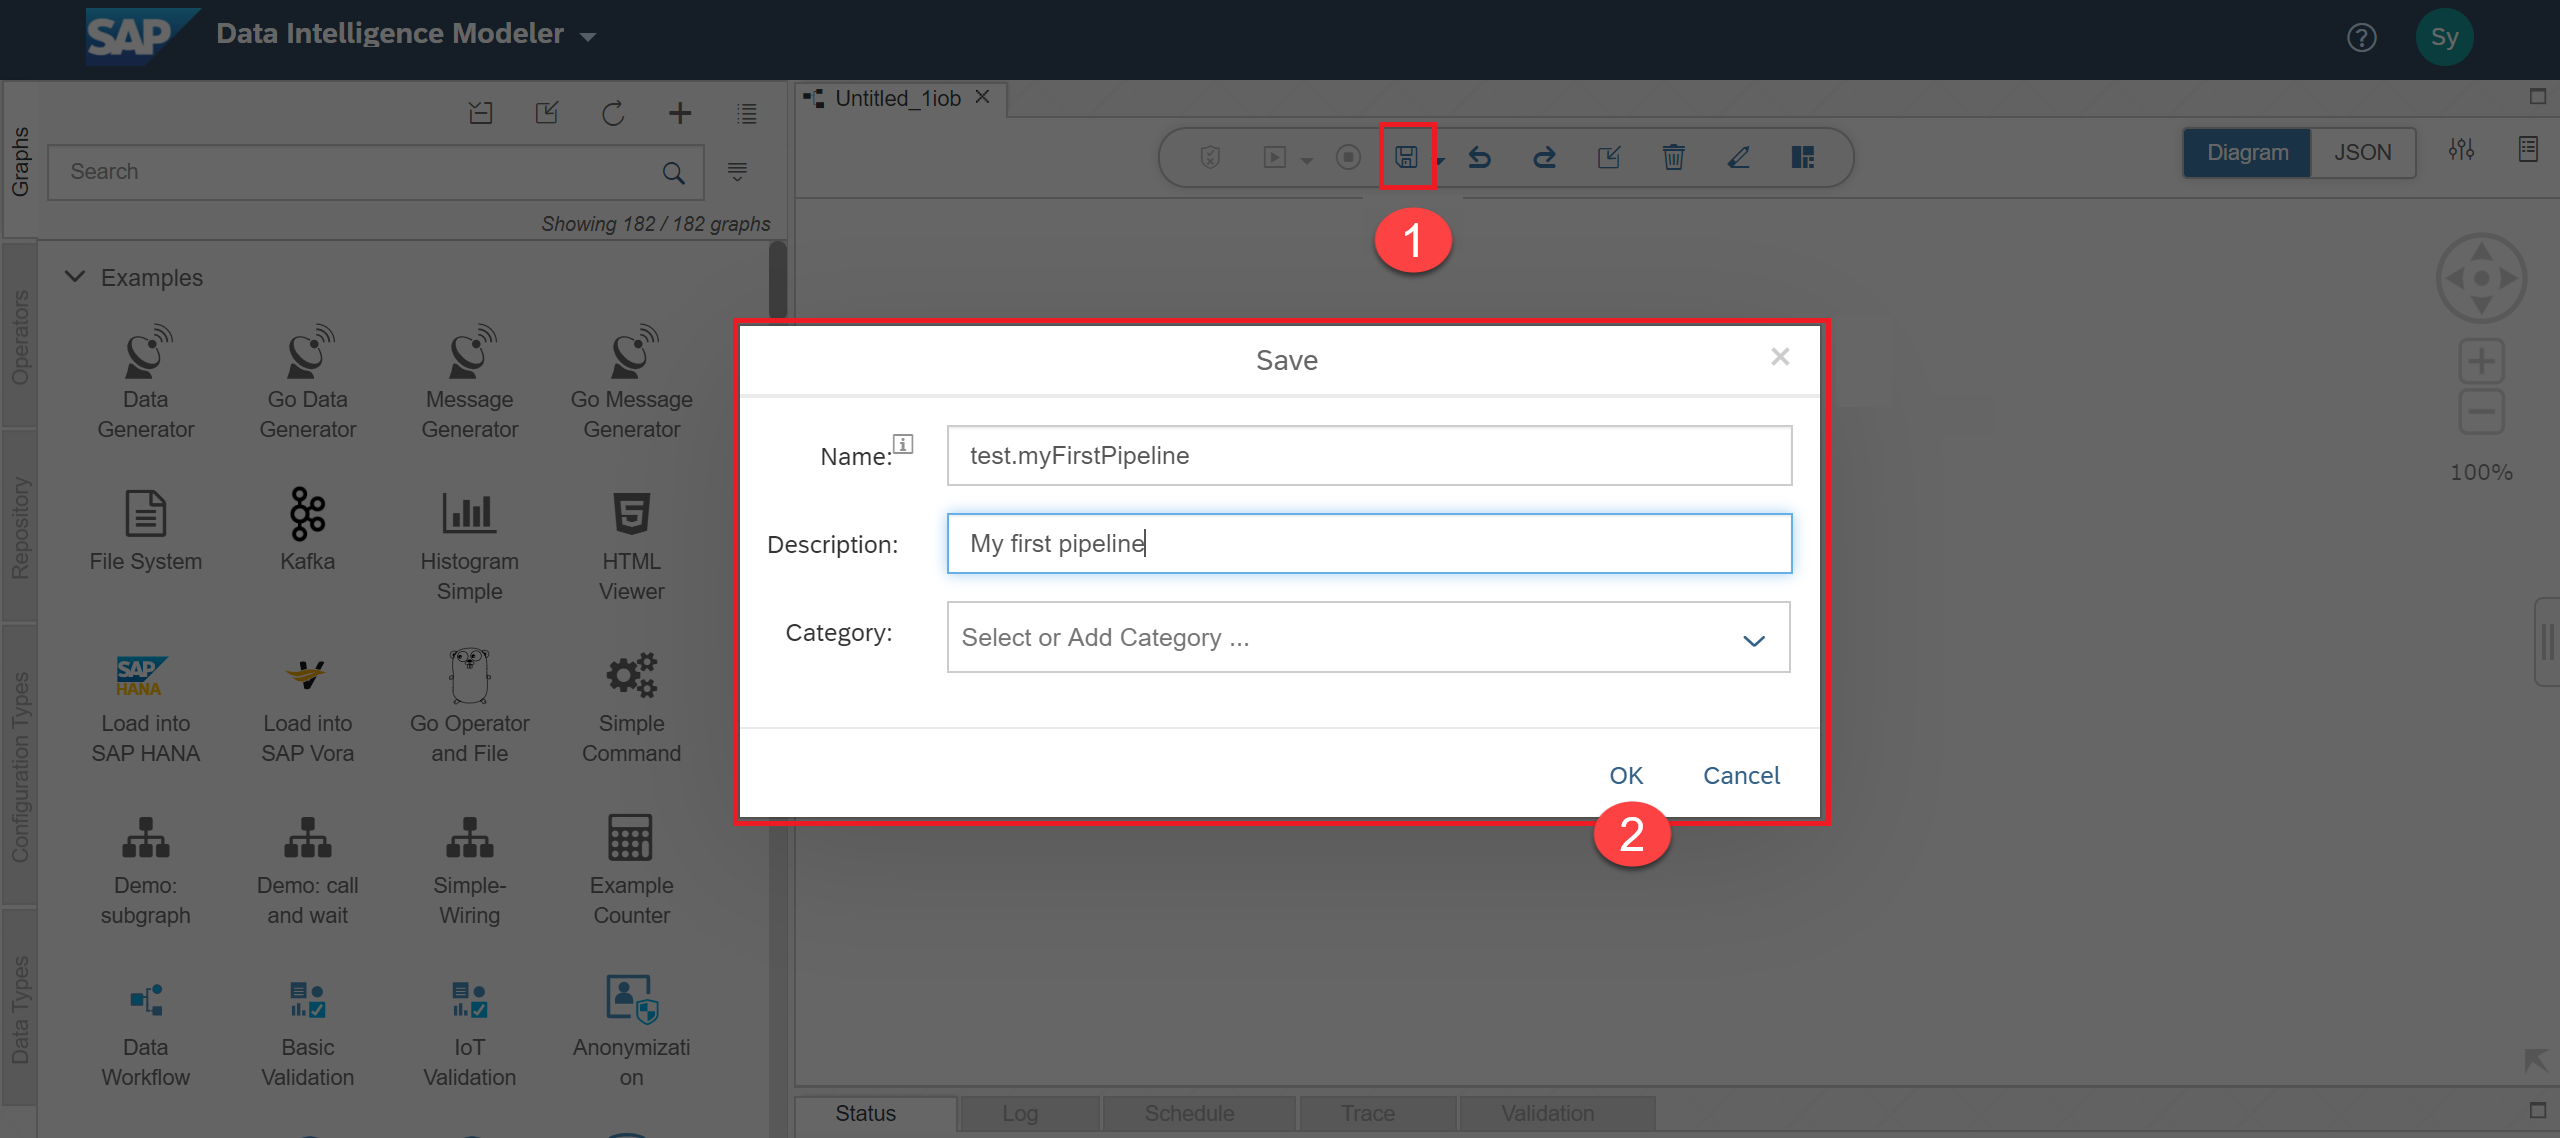 SAP Data Intelligence Modeler
Sy
Graphs
Operators
Repository
Configuration Types
Data Types
Search
Showing 182 / 182 graphs
Examples
Data Generator
Go Data Generator
Message Generator
Go Message Generator
File System
Kafka
Histogram Simple
HTML Viewer
SAP HANA
Load into SAP HANA
Load into SAP Vora
Go Operator and File
Simple Command
Demo: subgraph
Demo: call and wait
Simple-Wiring
Example Counter
Data Workflow
Basic Validation
IoT Validation
Anonymization
Untitled_1iob
Diagram
JSON
1
100%
Save
Name:
test.myFirstPipeline
Description:
My first pipeline
Category:
Select or Add Category ...
OK
Cancel
2
Status
Log
Schedule
Trace
Validation